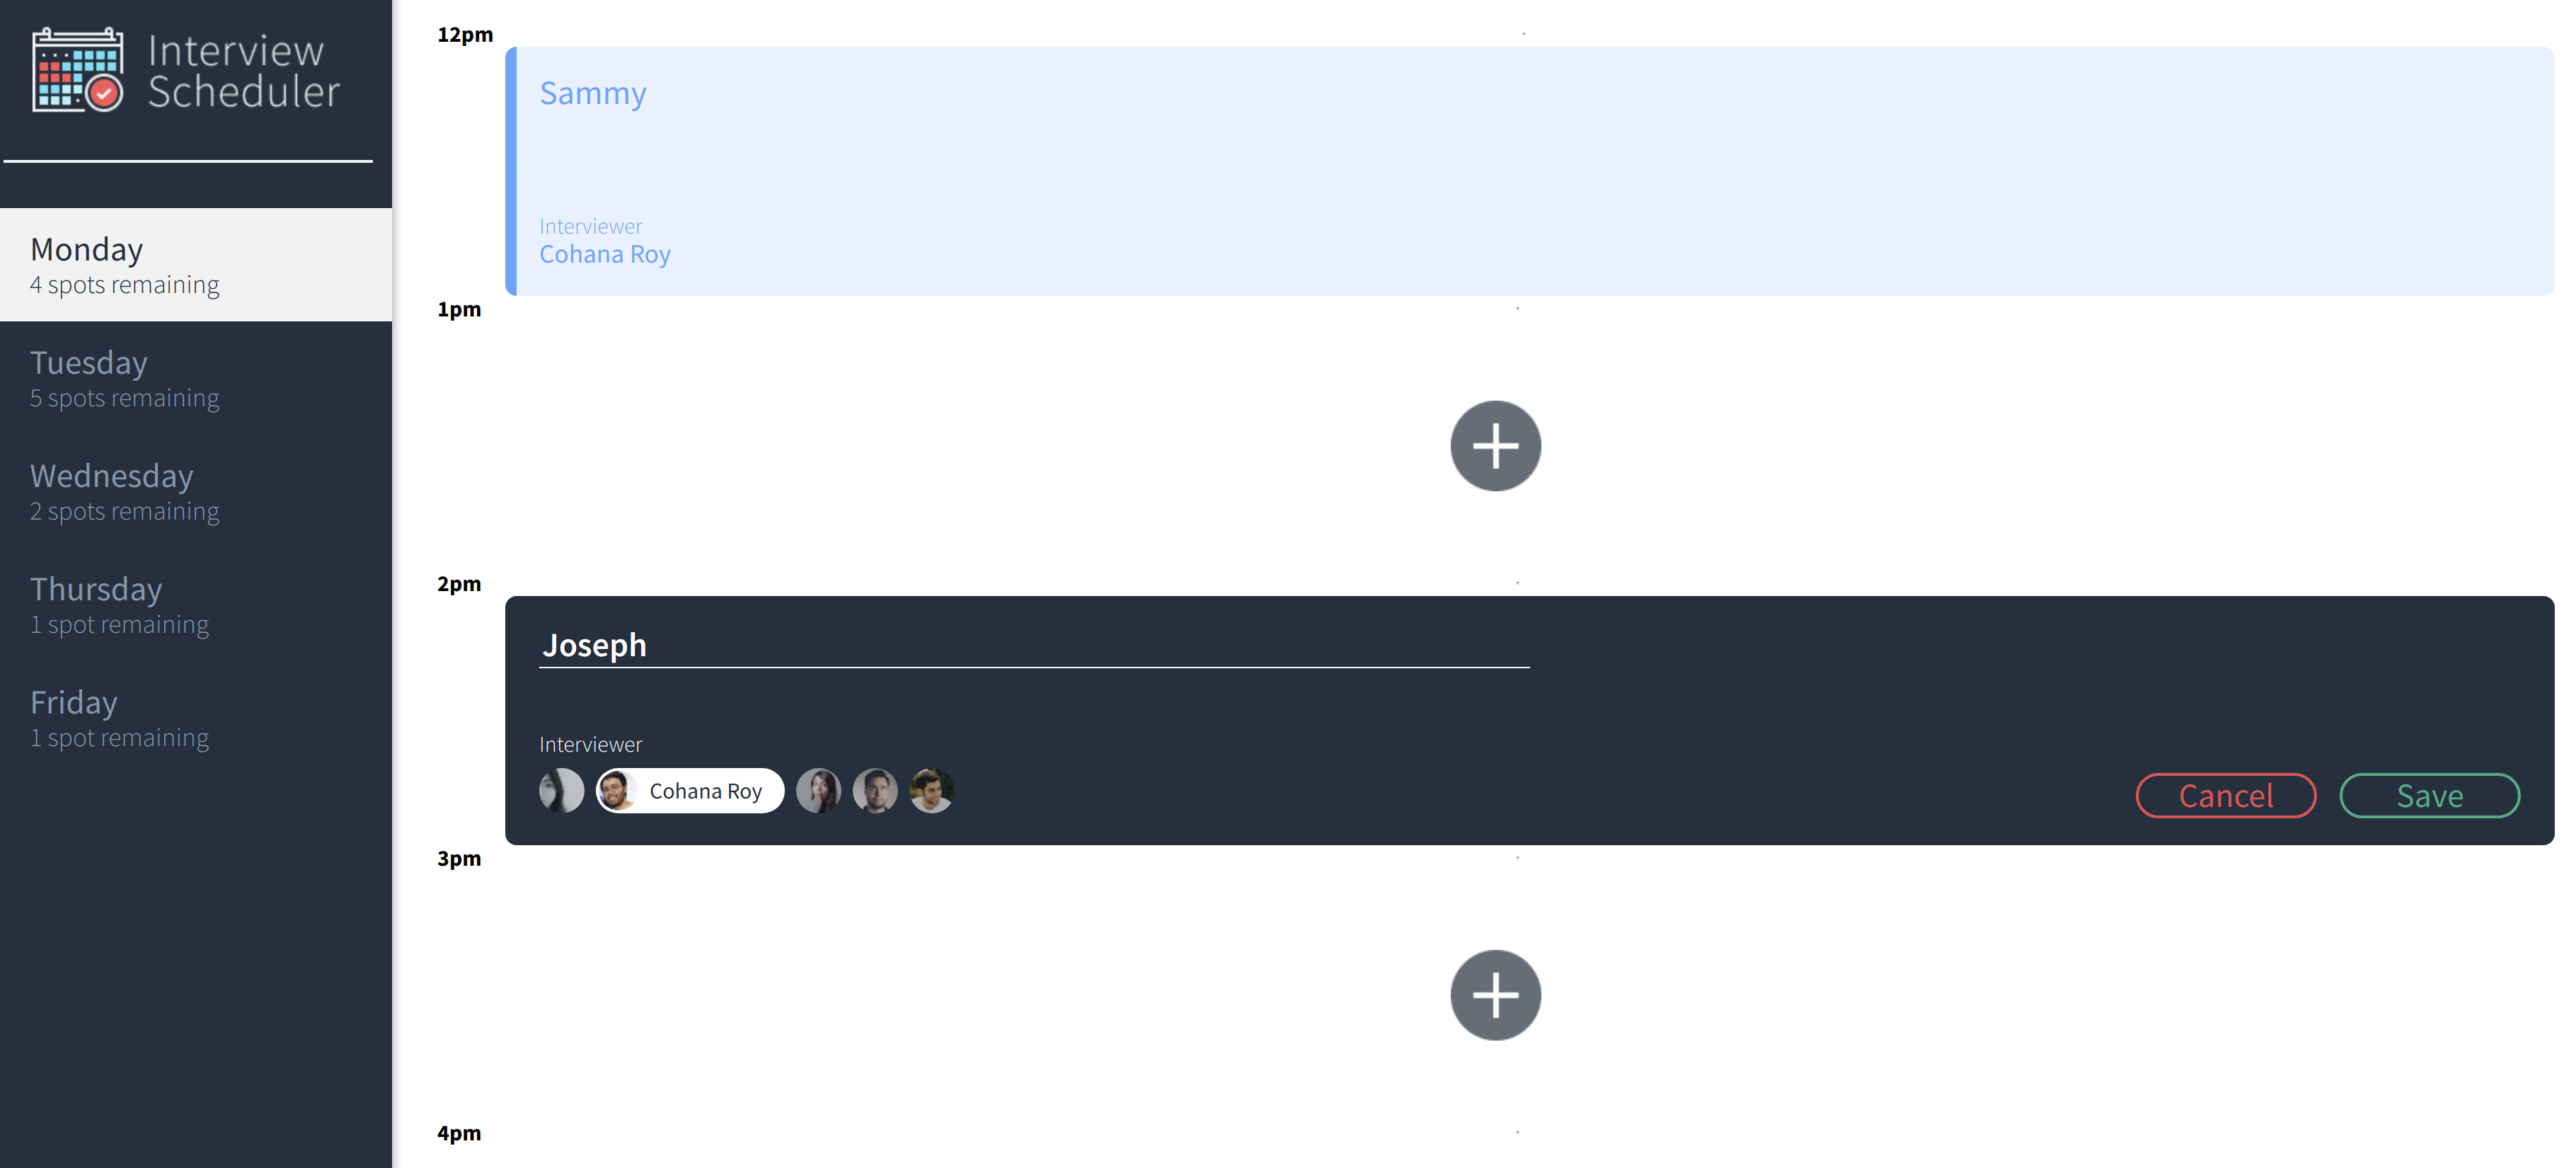 Interview
Scheduler
Monday
4 spots remaining
Tuesday
5 spots remaining
Wednesday
2 spots remaining
Thursday
1 spot remaining
Friday
1 spot remaining
12pm
Sammy
Interviewer
Cohana Roy
1pm
2pm
Joseph
Interviewer
Cohana Roy
Cancel
Save
3pm
4pm